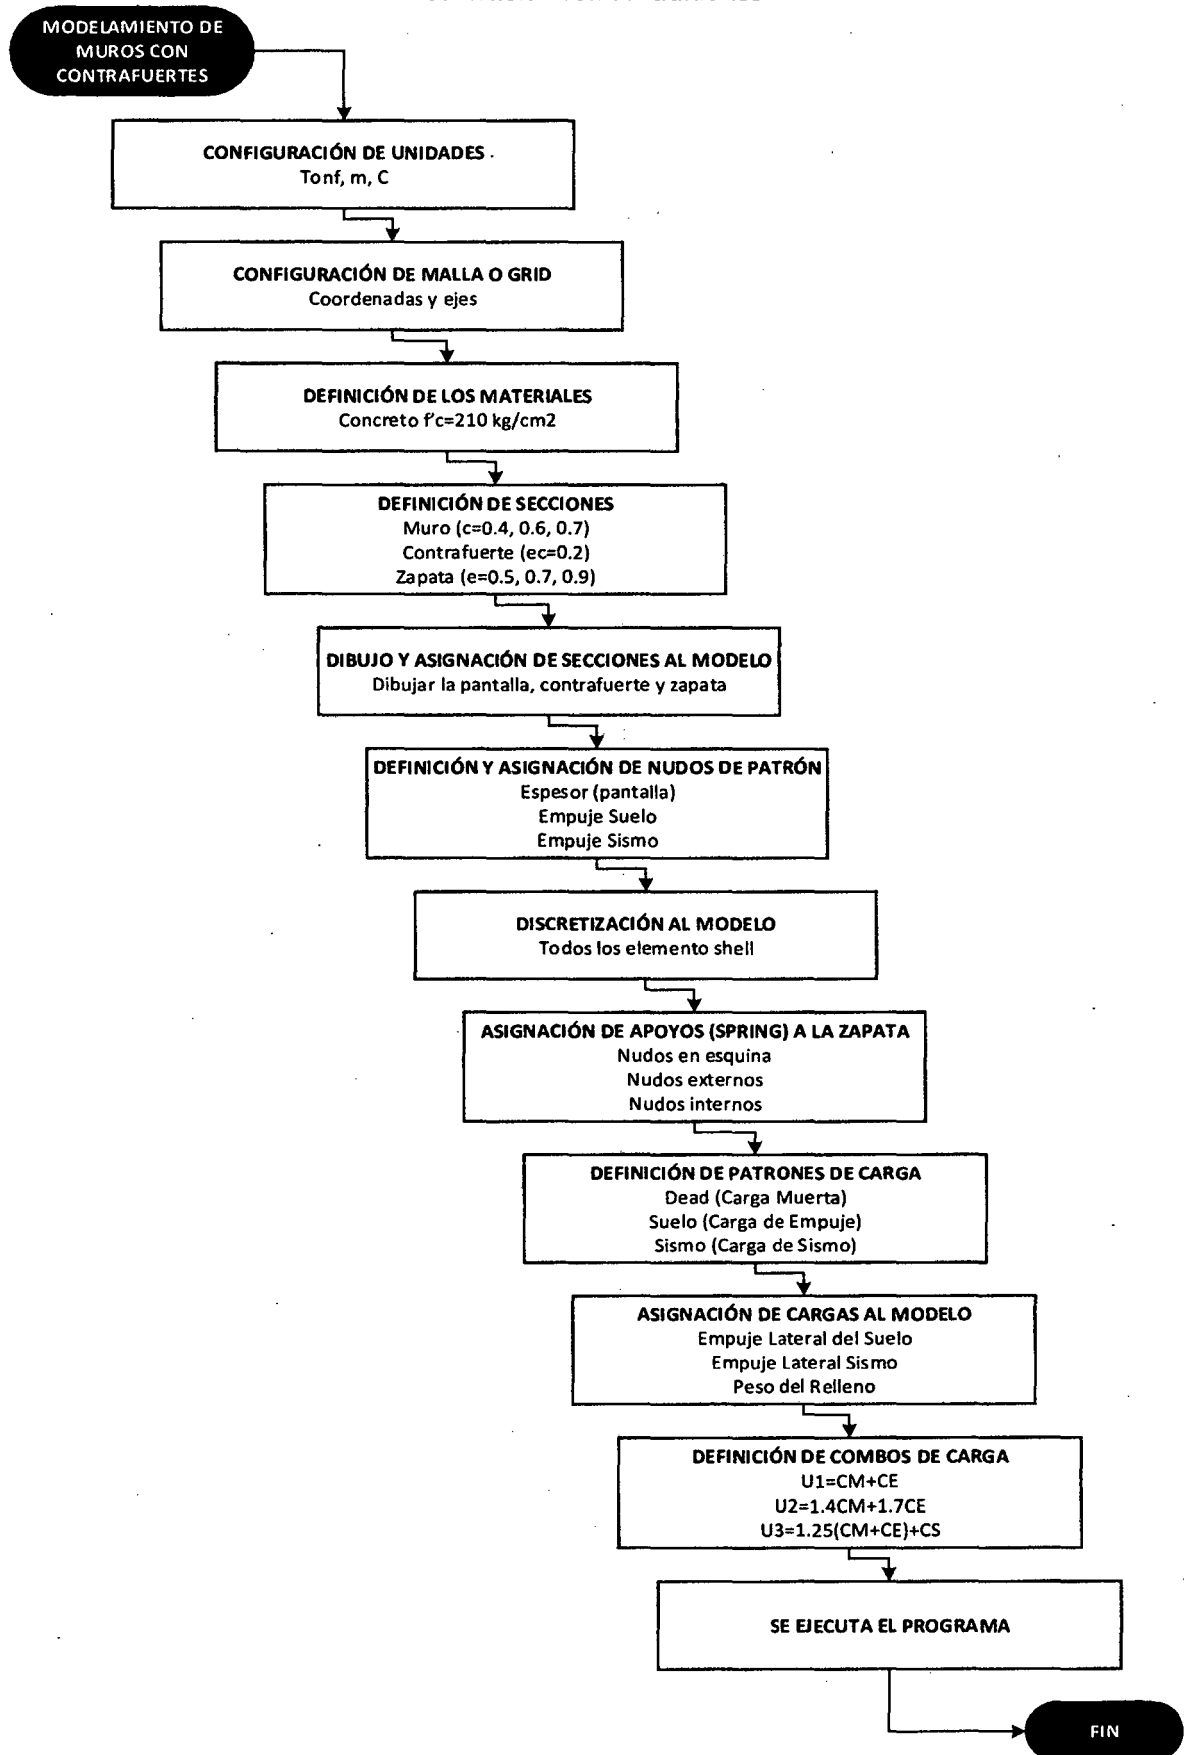 MODELAMIENTO DE
MUROS CON
CONTRAFUERTES
CONFIGURACIÓN DE UNIDADES
Tonf, m, C
CONFIGURACIÓN DE MALLA O GRID
Coordenadas y ejes
DEFINICIÓN DE LOS MATERIALES
Concreto f'c=210 kg/cm2
DEFINICIÓN DE SECCIONES
Muro (c=0.4, 0.6, 0.7)
Contrafuerte (ec=0.2)
Zapata (e=0.5, 0.7, 0.9)
DIBUJO Y ASIGNACIÓN DE SECCIONES AL MODELO
Dibujar la pantalla, contrafuerte y zapata
DEFINICIÓN Y ASIGNACIÓN DE NUDOS DE PATRÓN
Espesor (pantalla)
Empuje Suelo
Empuje Sismo
DISCRETIZACIÓN AL MODELO
Todos los elemento shell
ASIGNACIÓN DE APOYOS (SPRING) A LA ZAPATA
Nudos en esquina
Nudos externos
Nudos internos
DEFINICIÓN DE PATRONES DE CARGA
Dead (Carga Muerta)
Suelo (Carga de Empuje)
Sismo (Carga de Sismo)
ASIGNACIÓN DE CARGAS AL MODELO
Empuje Lateral del Suelo
Empuje Lateral Sismo
Peso del Relleno
DEFINICIÓN DE COMBOS DE CARGA
U1=CM+CE
U2=1.4CM+1.7CE
U3=1.25(CM+CE)+CS
SE EJECUTA EL PROGRAMA
FIN